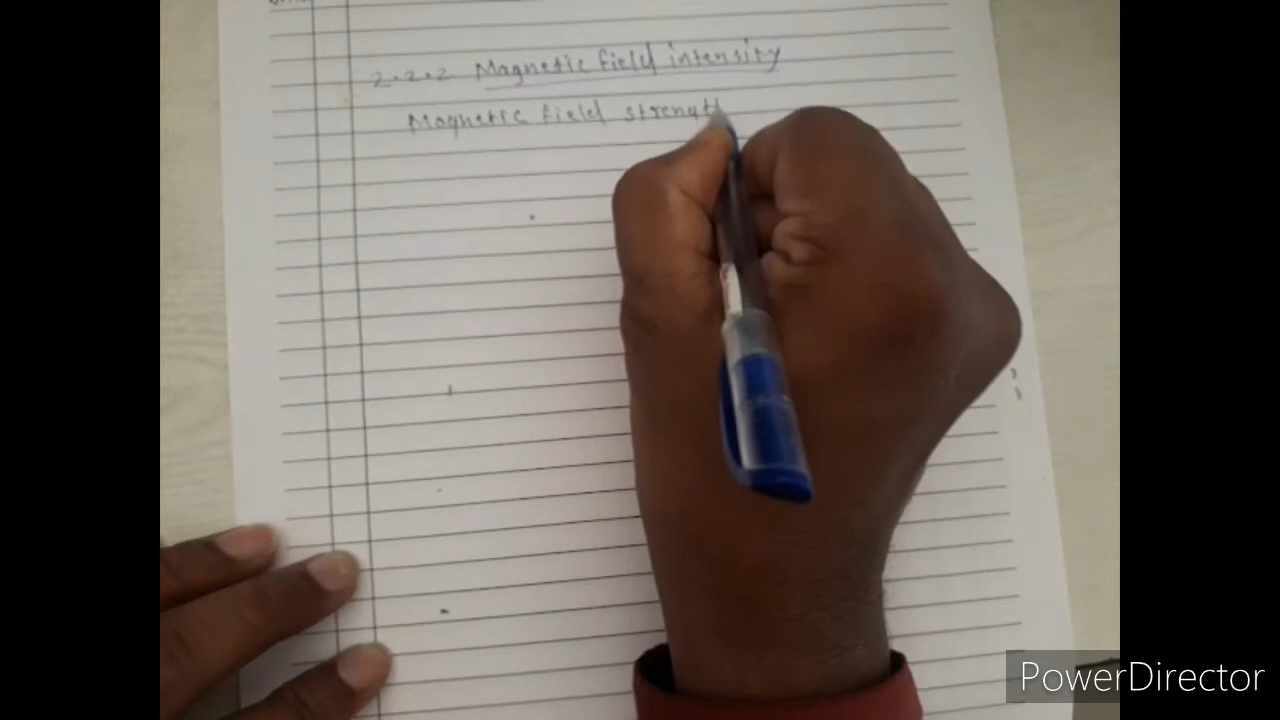 2.2.2 Magnetic field intensity
Magnetic field strength
PowerDirector